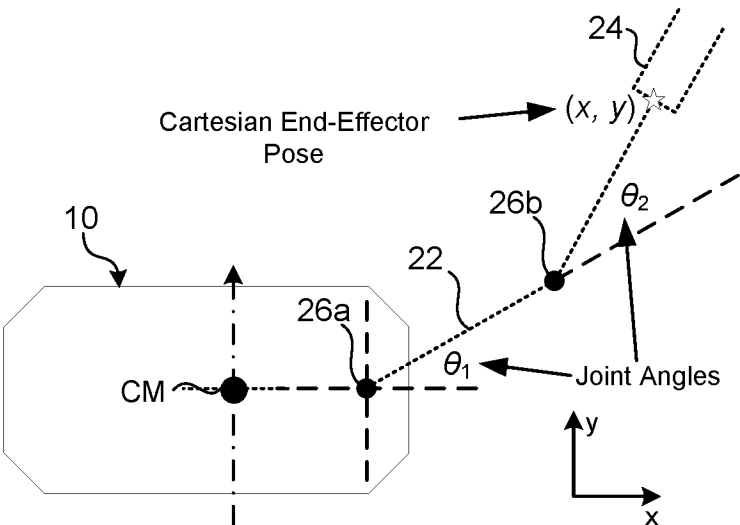 24
Cartesian End-Effector
Pose
(x, y)
θ2
26b
10
22
26a
θ1
CM
Joint Angles
y
x